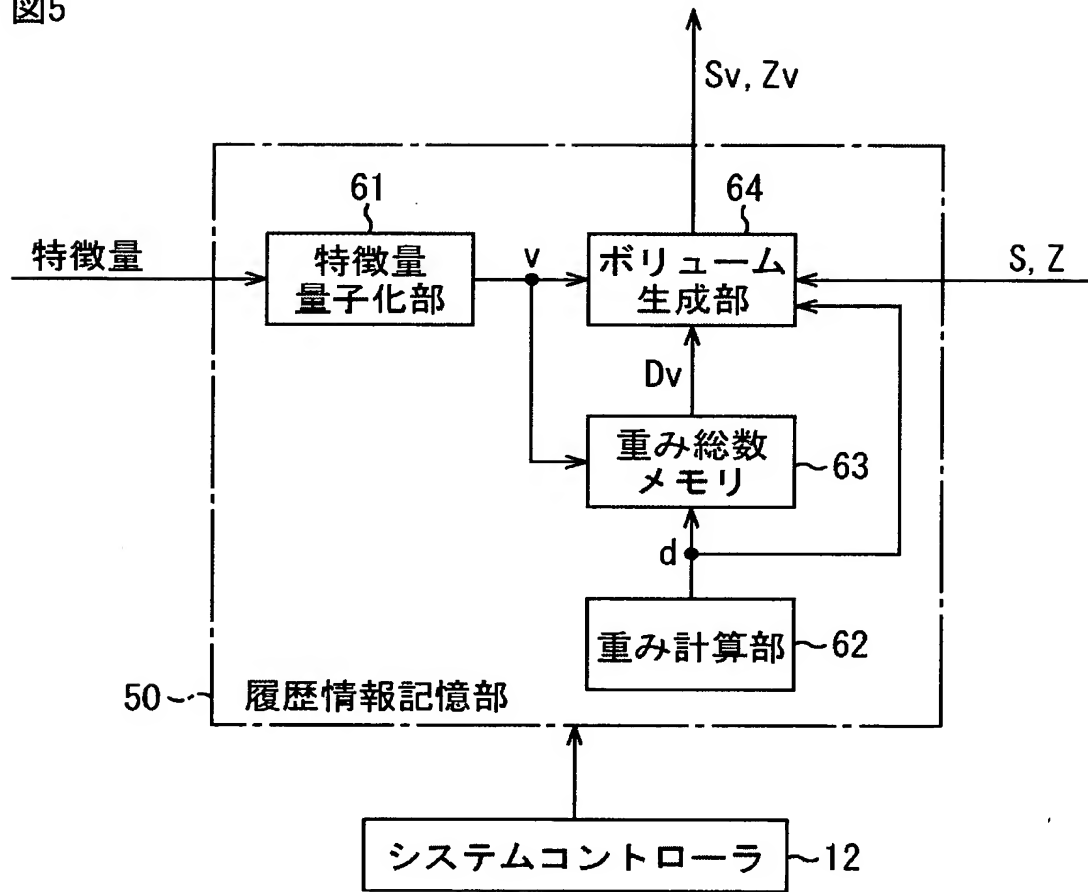 図5
Sv, Zv
61
64
特徴量
特徴量
量子化部
v
ボリューム
生成部
S, Z
Dv
重み総数
メモリ
63
d
重み計算部
62
50
履歴情報記憶部
システムコントローラ
12